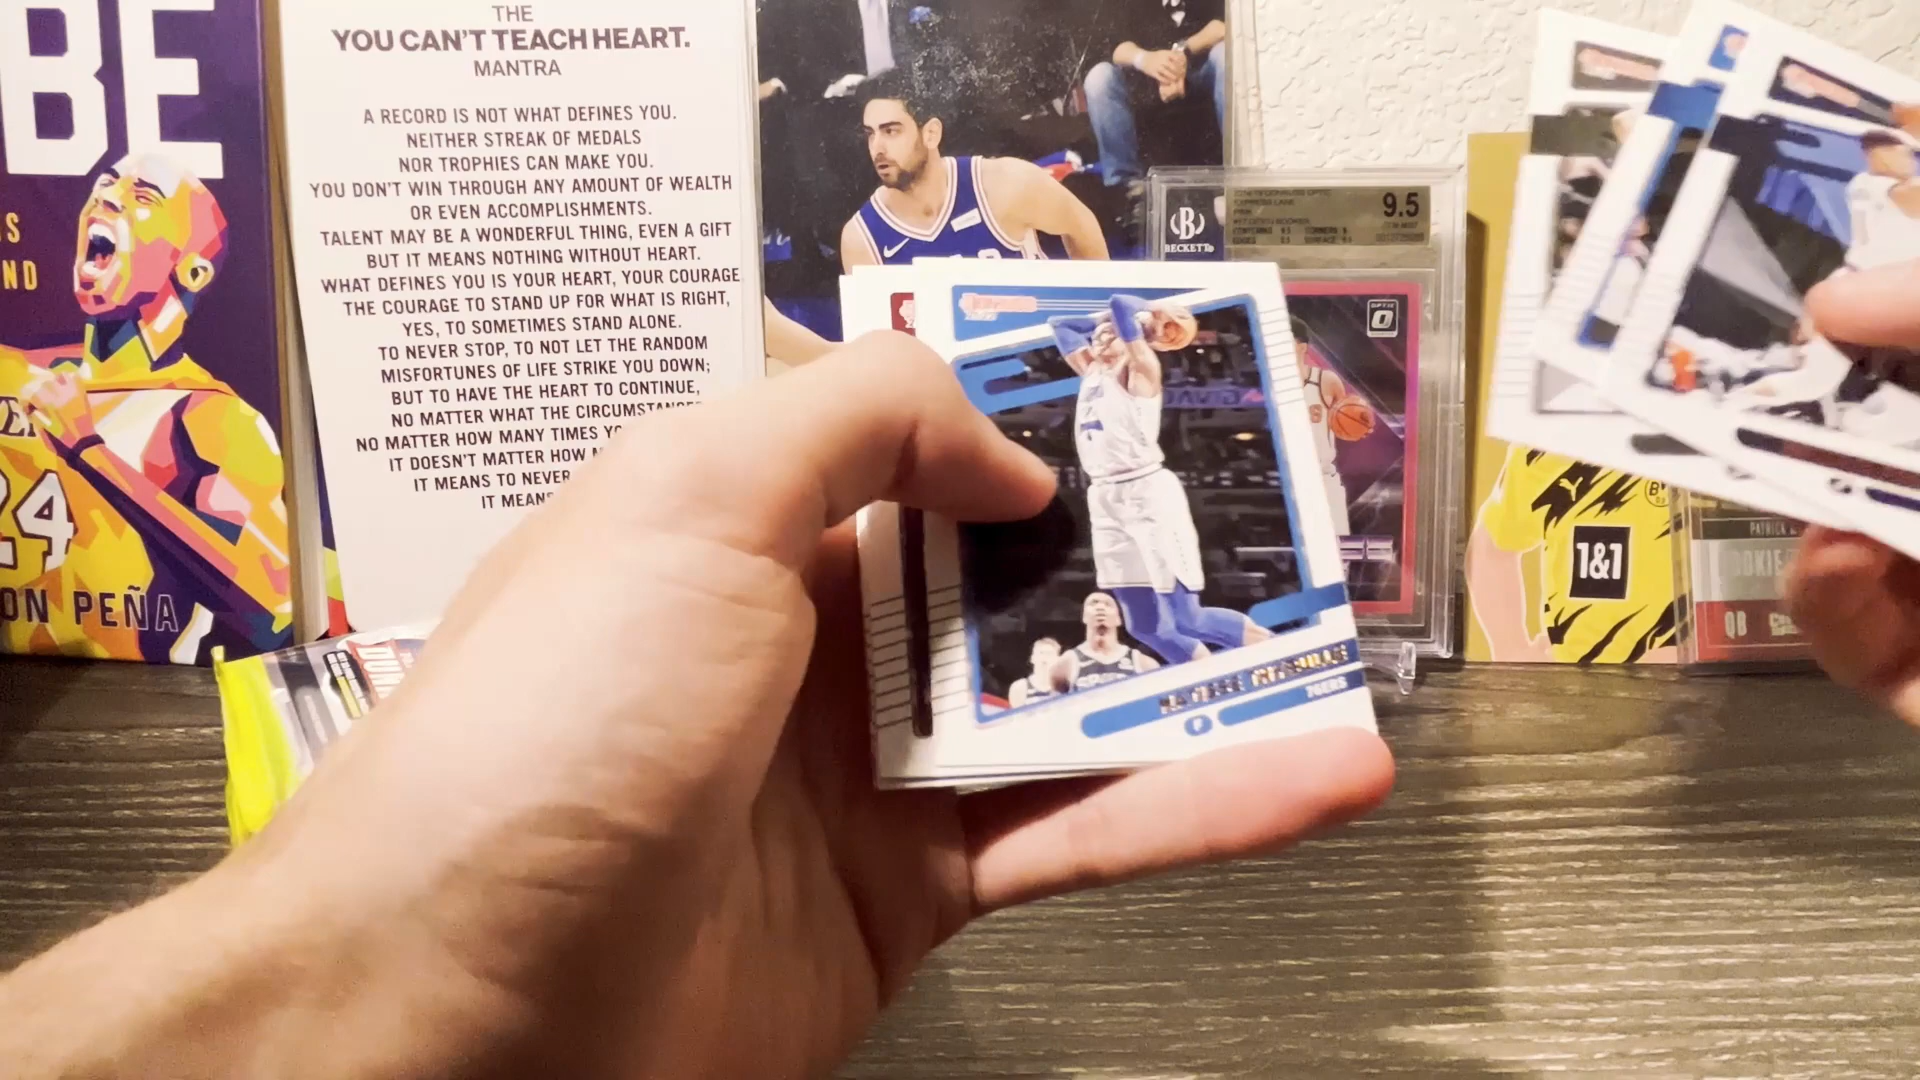 BE
24
ON PEÑA
THE
YOU CAN'T TEACH HEART.
MANTRA
A RECORD IS NOT WHAT DEFINES YOU.
NEITHER STREAK OF MEDALS
NOR TROPHIES CAN MAKE YOU.
YOU DON'T WIN THROUGH ANY AMOUNT OF WEALTH
OR EVEN ACCOMPLISHMENTS.
TALENT MAY BE A WONDERFUL THING, EVEN A GIFT
BUT IT MEANS NOTHING WITHOUT HEART.
WHAT DEFINES YOU IS YOUR HEART, YOUR COURAGE
THE COURAGE TO STAND UP FOR WHAT IS RIGHT,
YES, TO SOMETIMES STAND ALONE.
TO NEVER STOP, TO NOT LET THE RANDOM
MISFORTUNES OF LIFE STRIKE YOU DOWN;
BUT TO HAVE THE HEART TO CONTINUE,
NO MATTER WHAT THE
NO MATTER HOW MANY TIMES
IT DOESN'T MATTER HOW
IT MEANS TO NEVER
IT MEANS
BECKETT
9.5
OPTIC
76ERS
1&1
PATRICK
QB